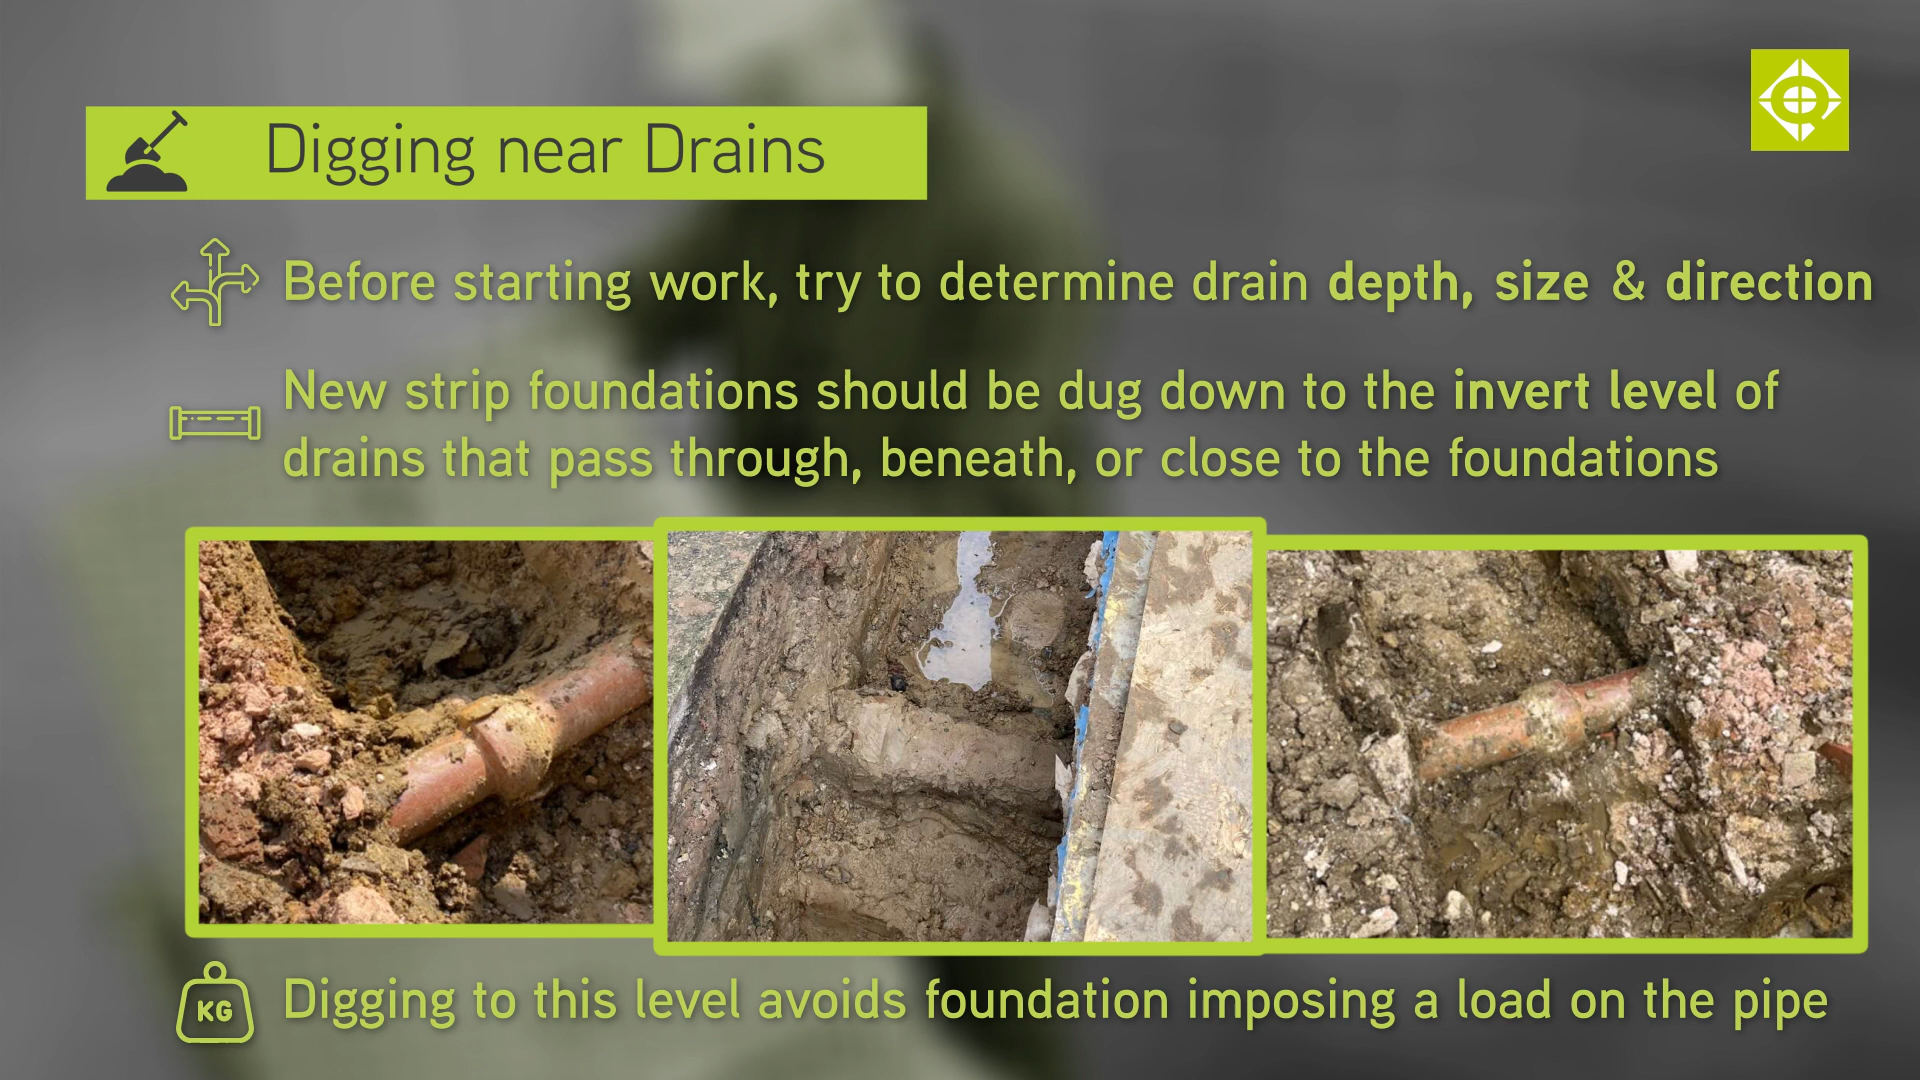 Digging near Drains
Before starting work, try to determine drain depth, size & direction
New strip foundations should be dug down to the invert level of
drains that pass through, beneath, or close to the foundations
KG
Digging to this level avoids foundation imposing a load on the pipe